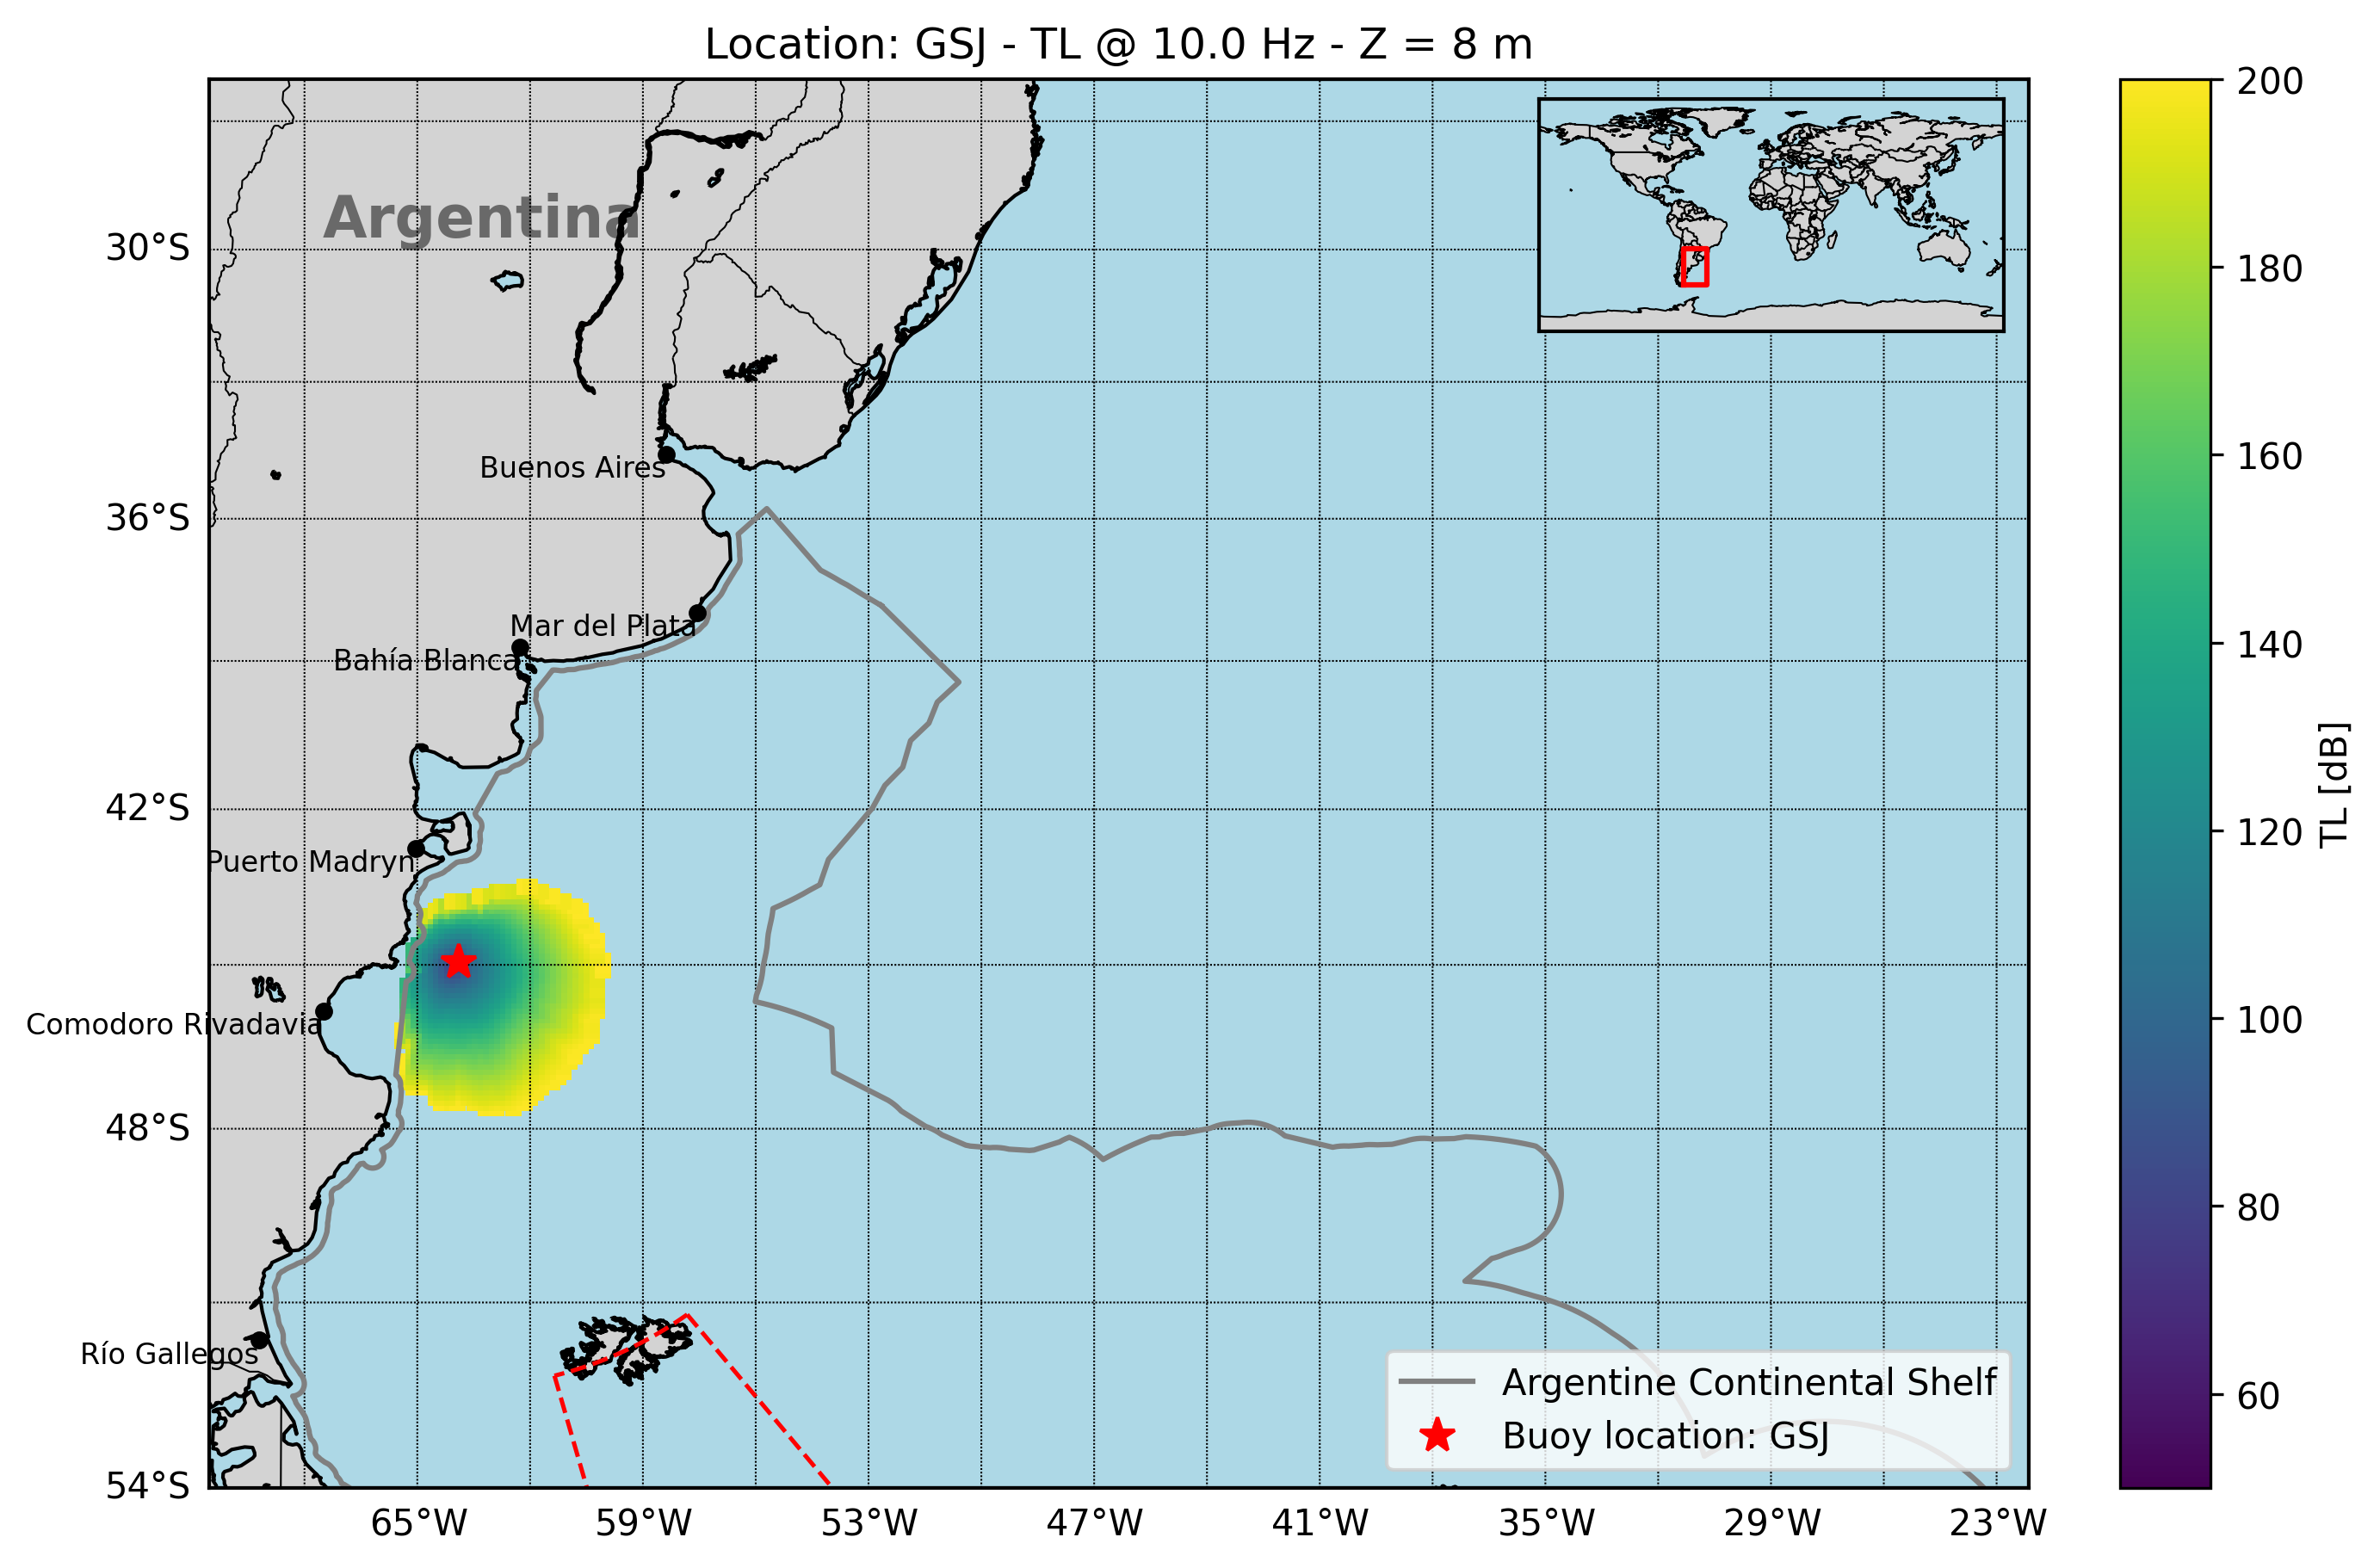 Location: GSJ - TL @ 10.0 Hz - Z = 8 m
Argentina
Buenos Aires
Mar del Plata
Bahía Blanca
Puerto Madryn
Comodoro Rivadavia
Río Gallegos
30°S
36°S
42°S
48°S
54°S
65°W
59°W
53°W
47°W
41°W
35°W
29°W
23°W
Argentine Continental Shelf
Buoy location: GSJ
200
180
160
140
120
100
80
60
TL [dB]